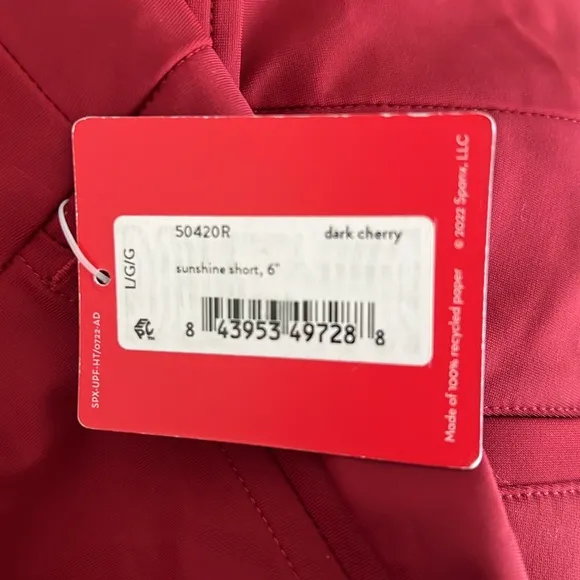 50420R dark cherry
sunshine short, 6"
L/G/G
8 43953 49728 8
SPX-UPF-HT/0722-AD
Made of 100% recycled paper © 2022 Spanx, LLC